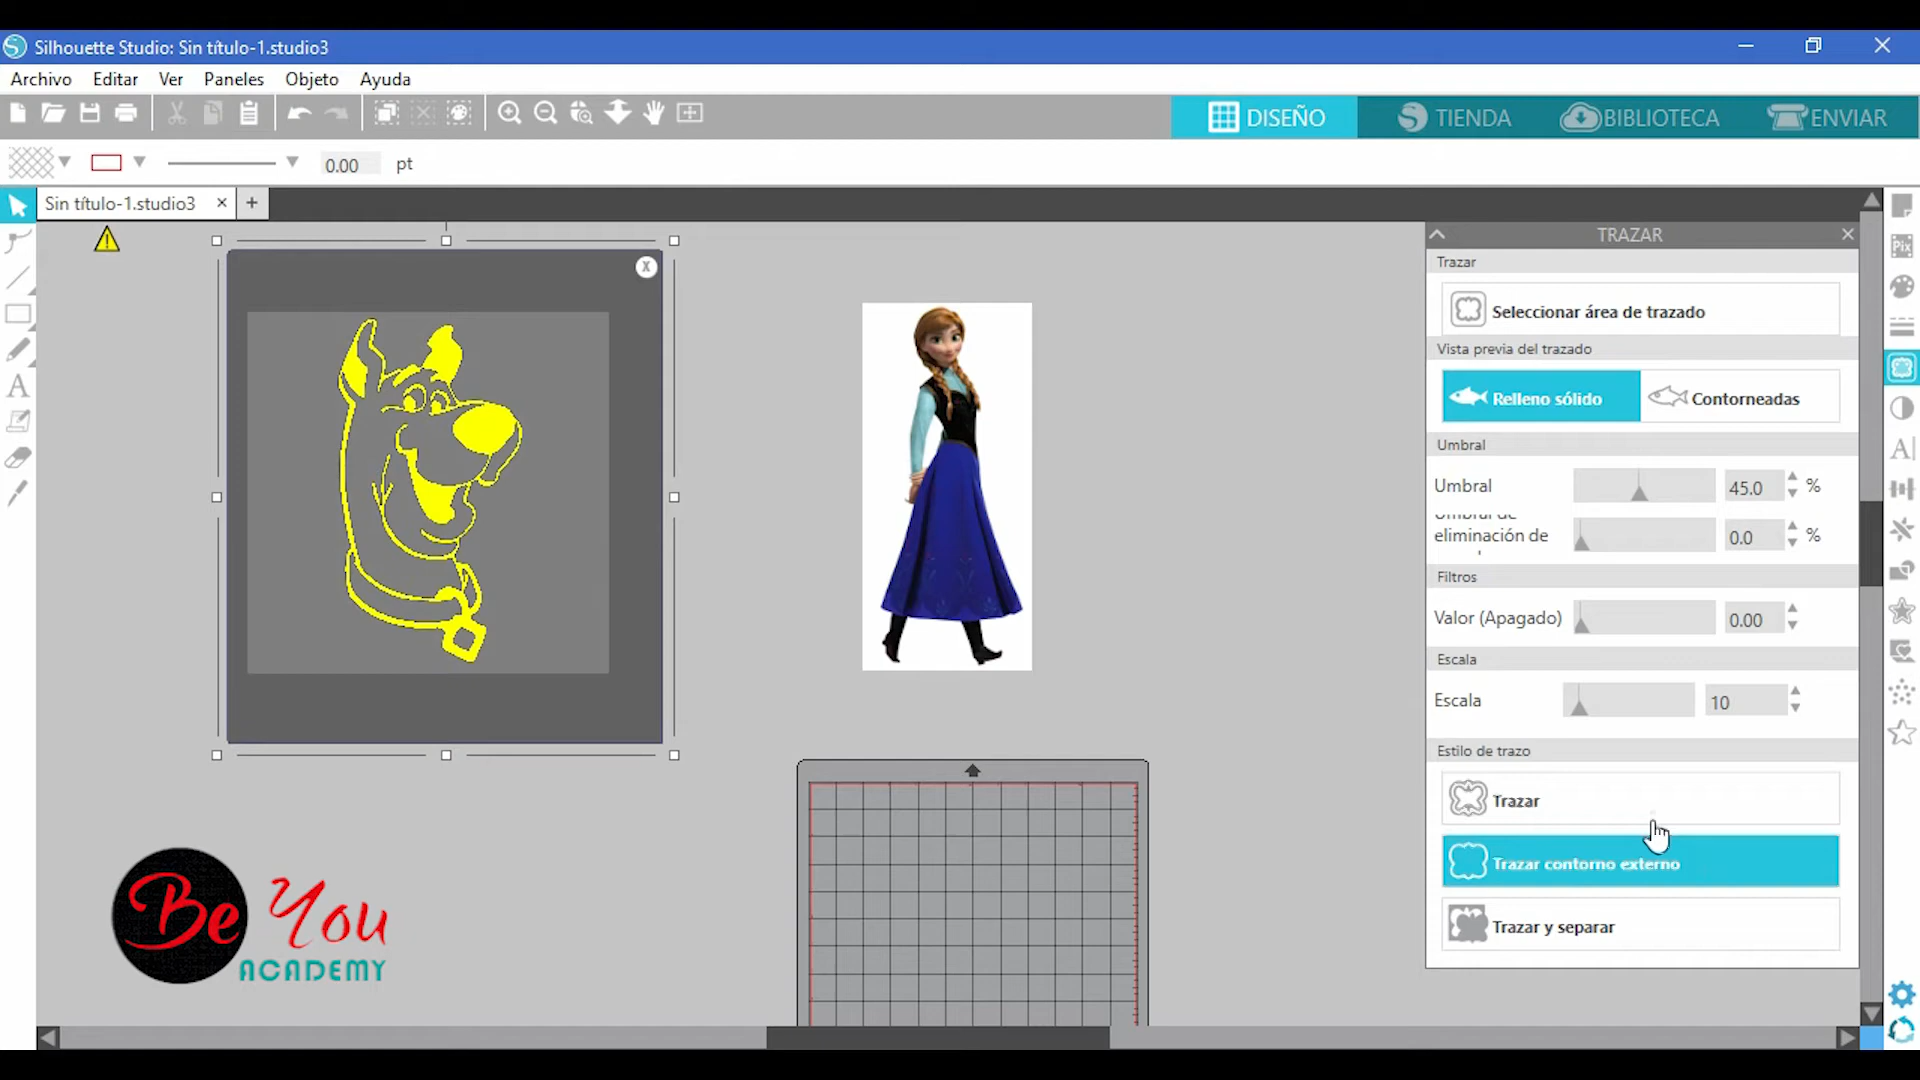 Silhouette Studio: Sin título-1.studio3
Archivo Editar Ver Paneles Objeto Ayuda
DISEÑO TIENDA BIBLIOTECA ENVIAR
0.00 pt
Sin título-1.studio3
TRAZAR
Trazar
Seleccionar área de trazado
Vista previa del trazado
Relleno sólido Contorneadas
Umbral
Umbral 45.0 %
Umbral de
eliminación de 0.0 %
Filtros
Valor (Apagado) 0.00
Escala
Escala 10
Estilo de trazo
Trazar
Trazar contorno externo
Trazar y separar
Be You
ACADEMY